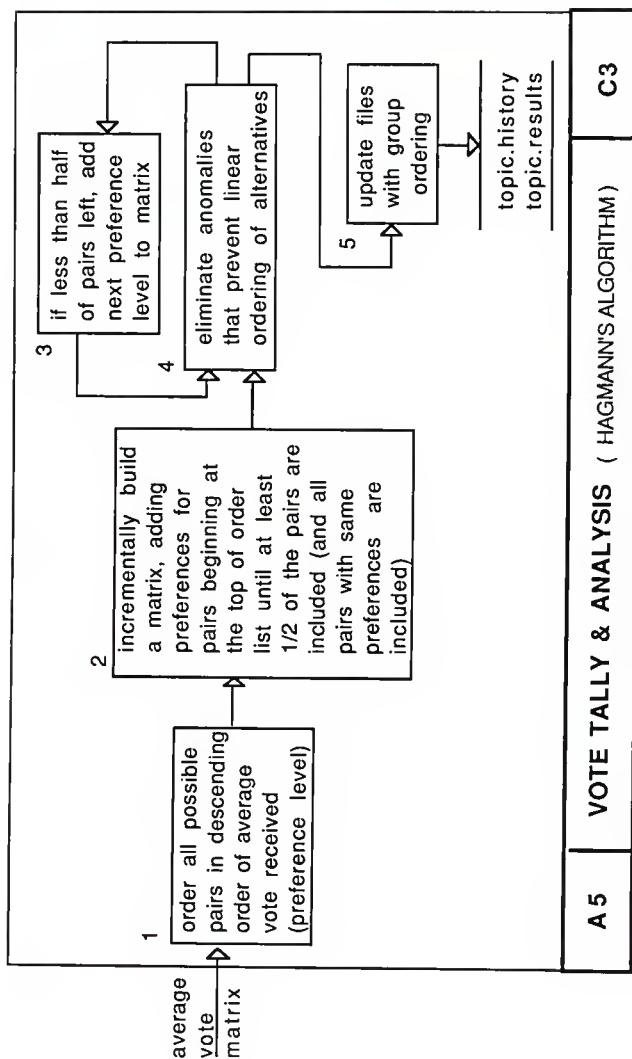 average
vote
matrix
1
order all possible
pairs in descending
order of average
vote received
(preference level)
2
incrementally build
a matrix, adding
preferences for
pairs beginning at
the top of order
list until at least
1/2 of the pairs are
included (and all
pairs with same
preferences are
included)
3
if less than half
of pairs left, add
next preference
level to matrix
4
eliminate anomalies
that prevent linear
ordering of alternatives
5
update files
with group
ordering
topic.history
topic.results
A5
VOTE TALLY & ANALYSIS ( HAGMANN'S ALGORITHM )
C3